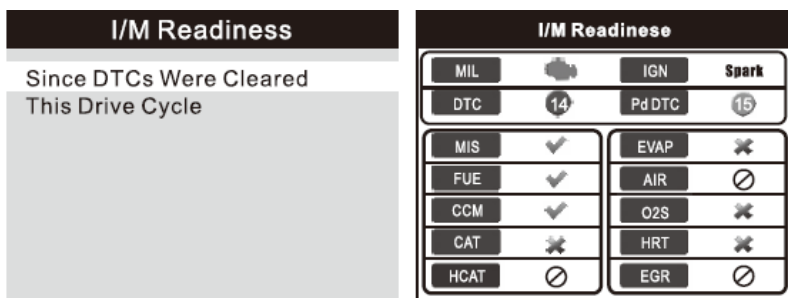 I/M Readiness
Since DTCs Were Cleared
This Drive Cycle
I/M Readinese
MIL IGN Spark
DTC 14 Pd DTC 15
MIS EVAP
FUE AIR
CCM O2S
CAT HRT
HCAT EGR